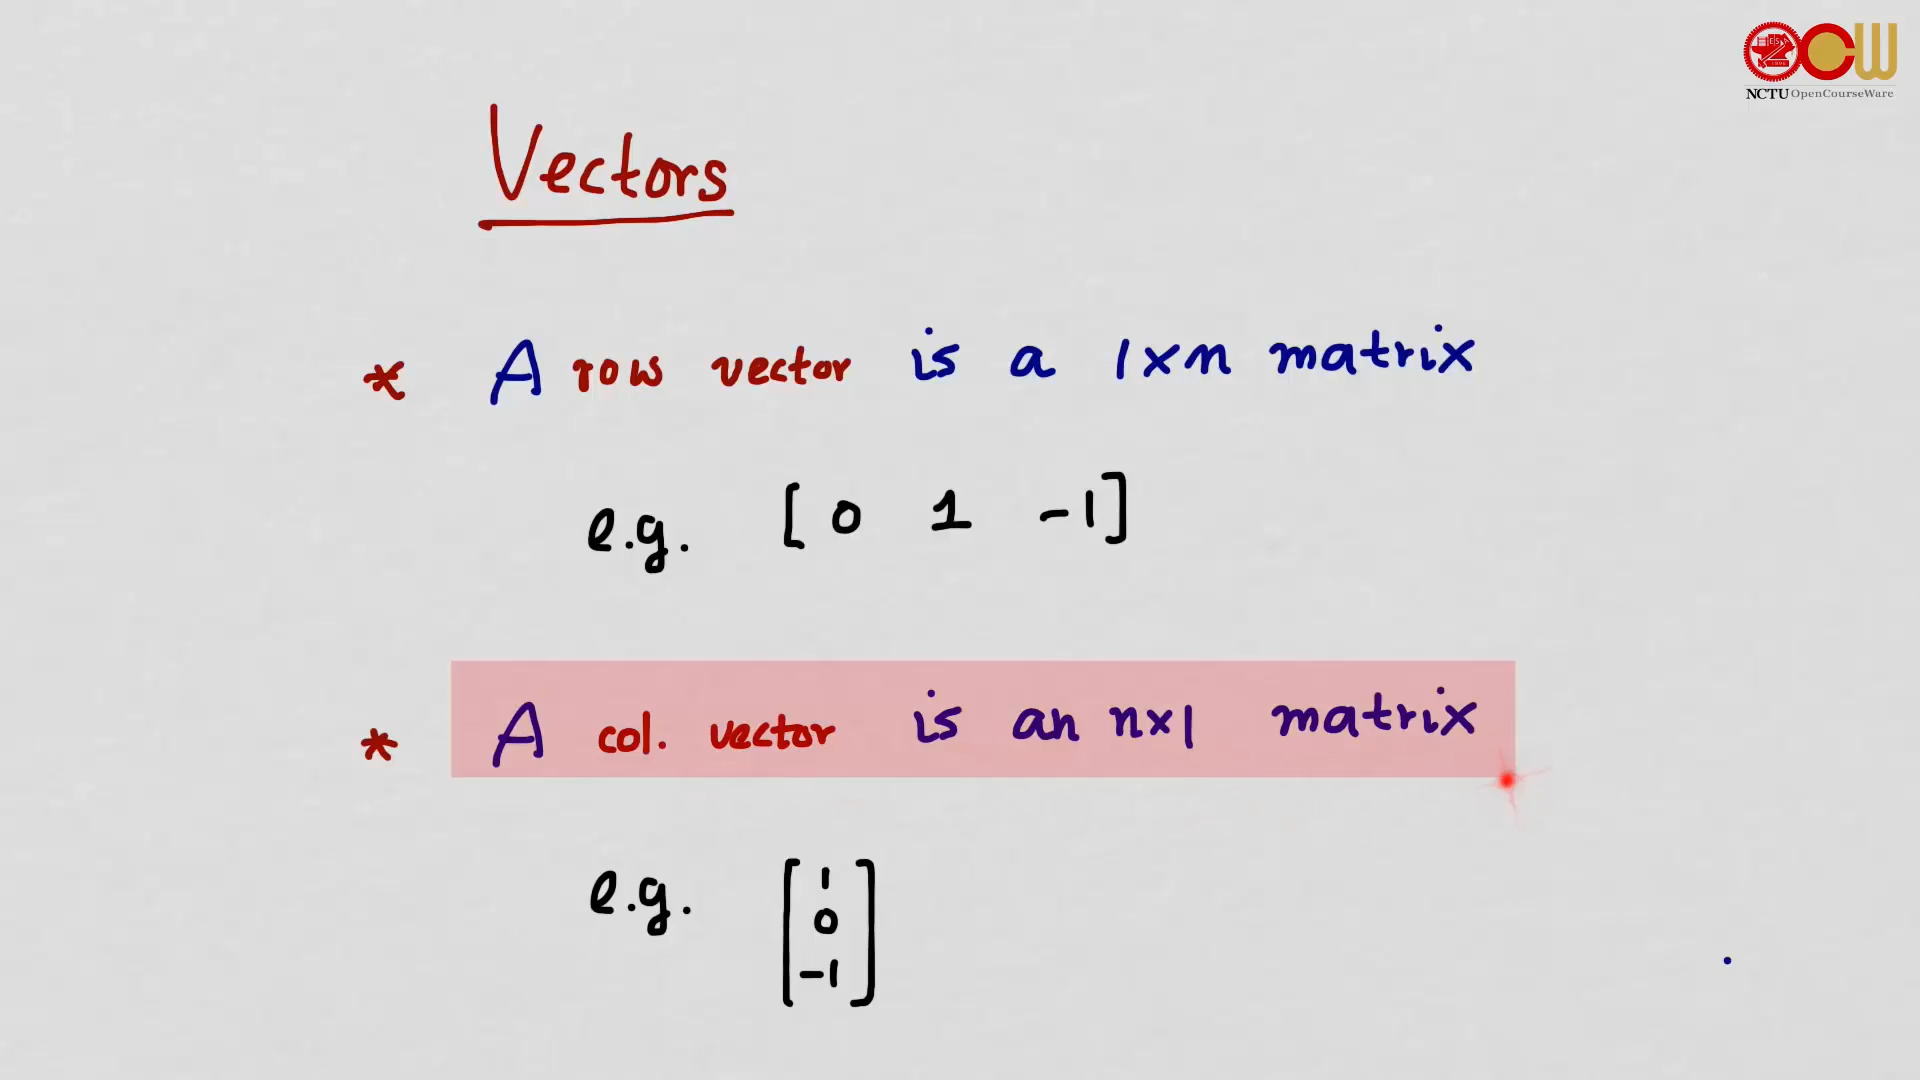 NCTU OpenCourseWare
Vectors
* A row vector is a 1×n matrix
e.g. [ 0 1 -1 ]
* A col. vector is an n×1 matrix
e.g. [ 1
0
-1 ]